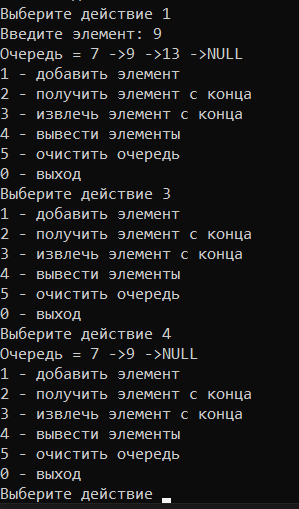 Выберите действие 1
Введите элемент: 9
Очередь = 7 ->9 ->13 ->NULL
1 - добавить элемент
2 - получить элемент с конца
3 - извлечь элемент с конца
4 - вывести элементы
5 - очистить очередь
0 - выход
Выберите действие 3
1 - добавить элемент
2 - получить элемент с конца
3 - извлечь элемент с конца
4 - вывести элементы
5 - очистить очередь
0 - выход
Выберите действие 4
Очередь = 7 ->9 ->NULL
1 - добавить элемент
2 - получить элемент с конца
3 - извлечь элемент с конца
4 - вывести элементы
5 - очистить очередь
0 - выход
Выберите действие